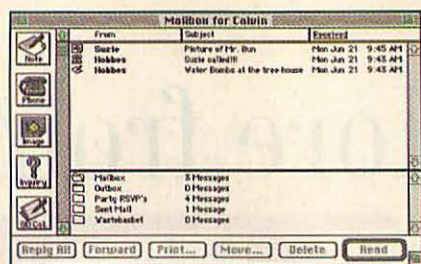 Mailbox for Calvin
From Subject Received
Suzie Picture of Mr. Bun Mon Jun 21 9:45 AM
Hobbes Suzie called!!! Mon Jun 21 9:43 AM
Hobbes Water Bombs at the tree house Mon Jun 21 9:43 AM
Note
Phone
Image
Inquiry
Mailbox 3 Messages
Outbox 0 Messages
Party RSVP's 4 Messages
Sent Mail 1 Message
Wastebasket 0 Messages
Reply All Forward Print... Move... Delete Read
ore fro